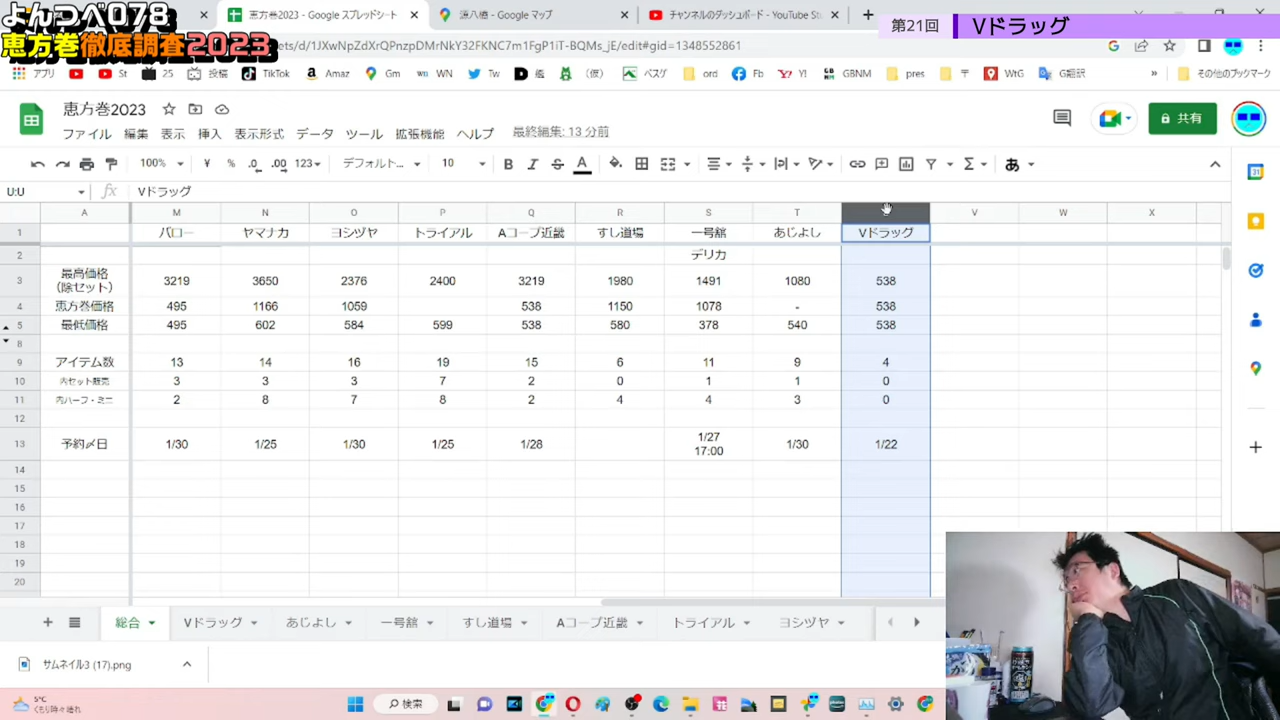 よんつべ078
恵方巻徹底調査2023
第21回 Vドラッグ
恵方巻2023 - Google スプレッドシート
Google マップ
チャンネルのダッシュボード - YouTube S
ets/d/1JXwNpZdXrQPnzpDMtNkY32FKNC7m1FgP1iT-BQMs_jE/edit#gid=1348552861
アプリ St 25 投稿 TikTok Amaz Gm WN Tw 艦 (仮) バスゲ ord Fb Y! GBNM pres 〒 WtG G翻訳 » その他のブックマーク
恵方巻2023
ファイル 編集 表示 挿入 表示形式 データ ツール 拡張機能 ヘルプ 最終編集: 13 分前
共有
100% ¥ % .0 .00 123 デフォルト... 10 B I S A Σ あ
U:U fx Vドラッグ
A M N O P Q R S T V W X
1 バロー ヤマナカ ヨシヅヤ トライアル Aコープ近畿 すし道場 一号舘 あじよし Vドラッグ
2 デリカ
3 最高価格（除セット） 3219 3650 2376 2400 3219 1980 1491 1080 538
4 恵方巻価格 495 1166 1059 538 1150 1078 - 538
5 最低価格 495 602 584 599 538 580 378 540 538
8
9 アイテム数 13 14 16 19 15 6 11 9 4
10 内セット販売 3 3 3 7 2 0 1 1 0
11 内ハーフ・ミニ 2 8 7 8 2 4 4 3 0
12
13 予約〆日 1/30 1/25 1/30 1/25 1/28 1/27 17:00 1/30 1/22
14
15
16
17
18
19
20
総合 Vドラッグ あじよし 一号舘 すし道場 Aコープ近畿 トライアル ヨシヅヤ
サムネイル3 (17).png
5°C
くもり時々晴れ
検索